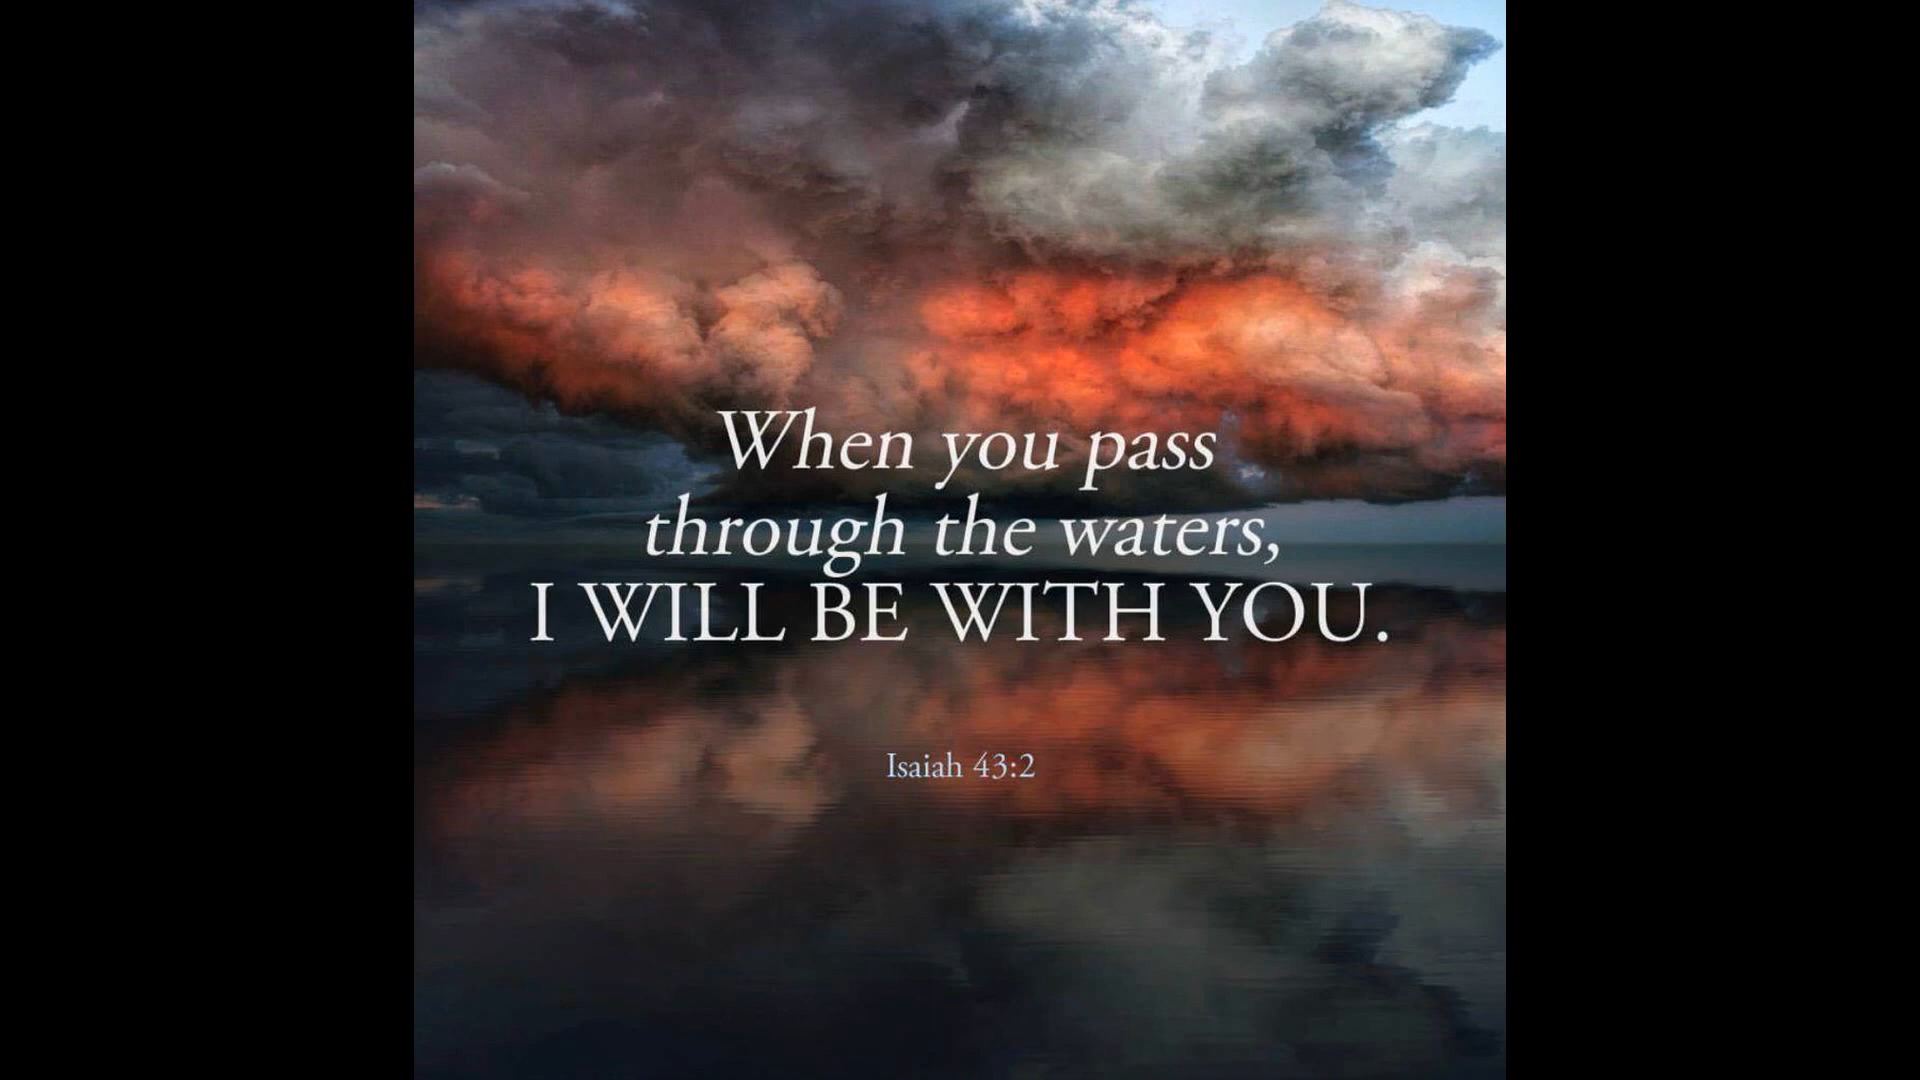 When you pass
through the waters,
I WILL BE WITH YOU.
Isaiah 43:2